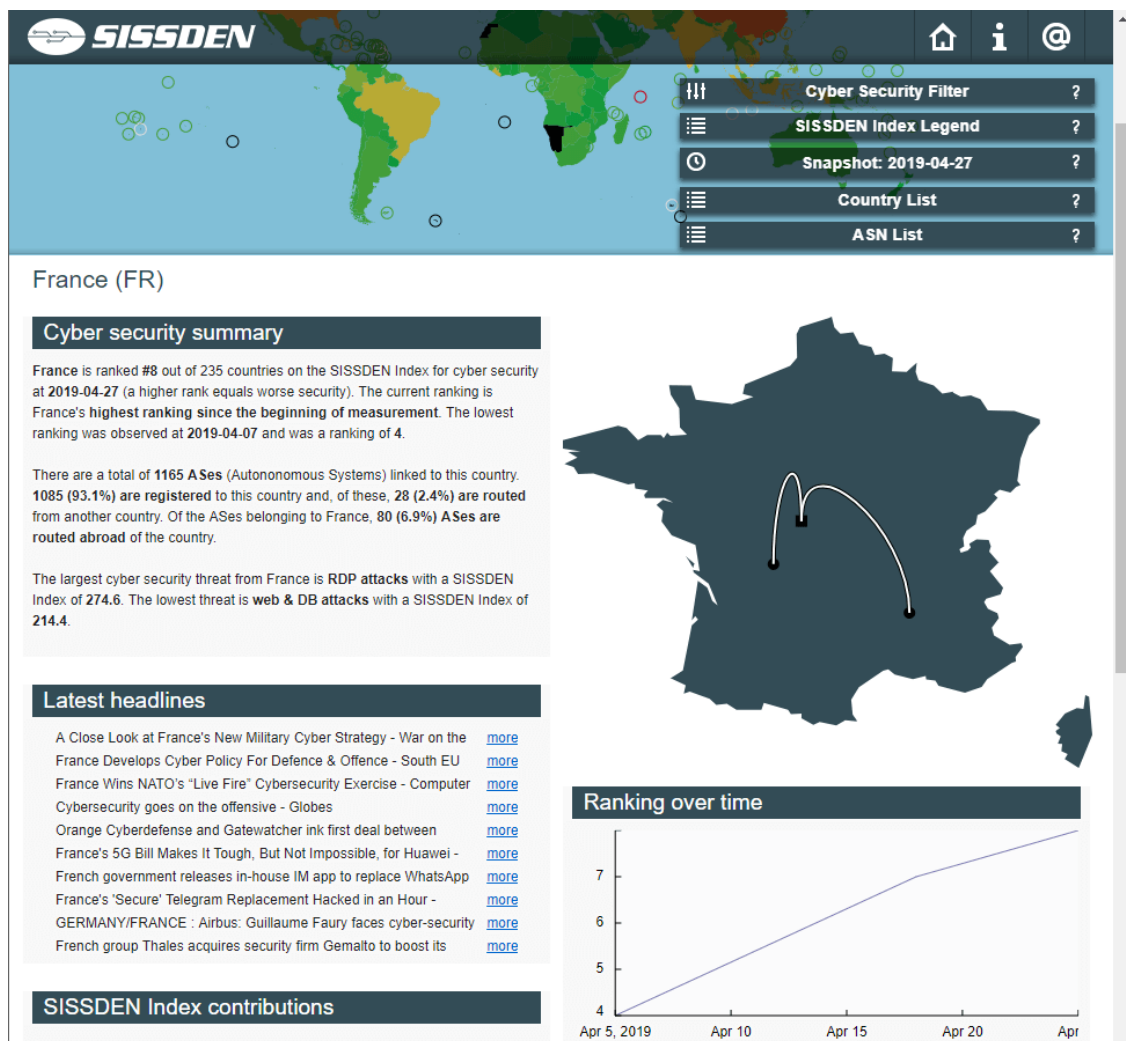 SISSDEN
Cyber Security Filter ?
SISSDEN Index Legend ?
Snapshot: 2019-04-27 ?
Country List ?
ASN List ?
France (FR)
Cyber security summary
France is ranked #8 out of 235 countries on the SISSDEN Index for cyber security
at 2019-04-27 (a higher rank equals worse security). The current ranking is
France's highest ranking since the beginning of measurement. The lowest
ranking was observed at 2019-04-07 and was a ranking of 4.
There are a total of 1165 ASes (Autononomous Systems) linked to this country.
1085 (93.1%) are registered to this country and, of these, 28 (2.4%) are routed
from another country. Of the ASes belonging to France, 80 (6.9%) ASes are
routed abroad of the country.
The largest cyber security threat from France is RDP attacks with a SISSDEN
Index of 274.6. The lowest threat is web & DB attacks with a SISSDEN Index of
214.4.
Latest headlines
A Close Look at France's New Military Cyber Strategy - War on the more
France Develops Cyber Policy For Defence & Offence - South EU more
France Wins NATO's “Live Fire” Cybersecurity Exercise - Computer more
Cybersecurity goes on the offensive - Globes more
Orange Cyberdefense and Gatewatcher ink first deal between more
France's 5G Bill Makes It Tough, But Not Impossible, for Huawei - more
French government releases in-house IM app to replace WhatsApp more
France's 'Secure' Telegram Replacement Hacked in an Hour - more
GERMANY/FRANCE : Airbus: Guillaume Faury faces cyber-security more
French group Thales acquires security firm Gemalto to boost its more
SISSDEN Index contributions
Ranking over time
7
6
5
4
Apr 5, 2019 Apr 10 Apr 15 Apr 20 Apr